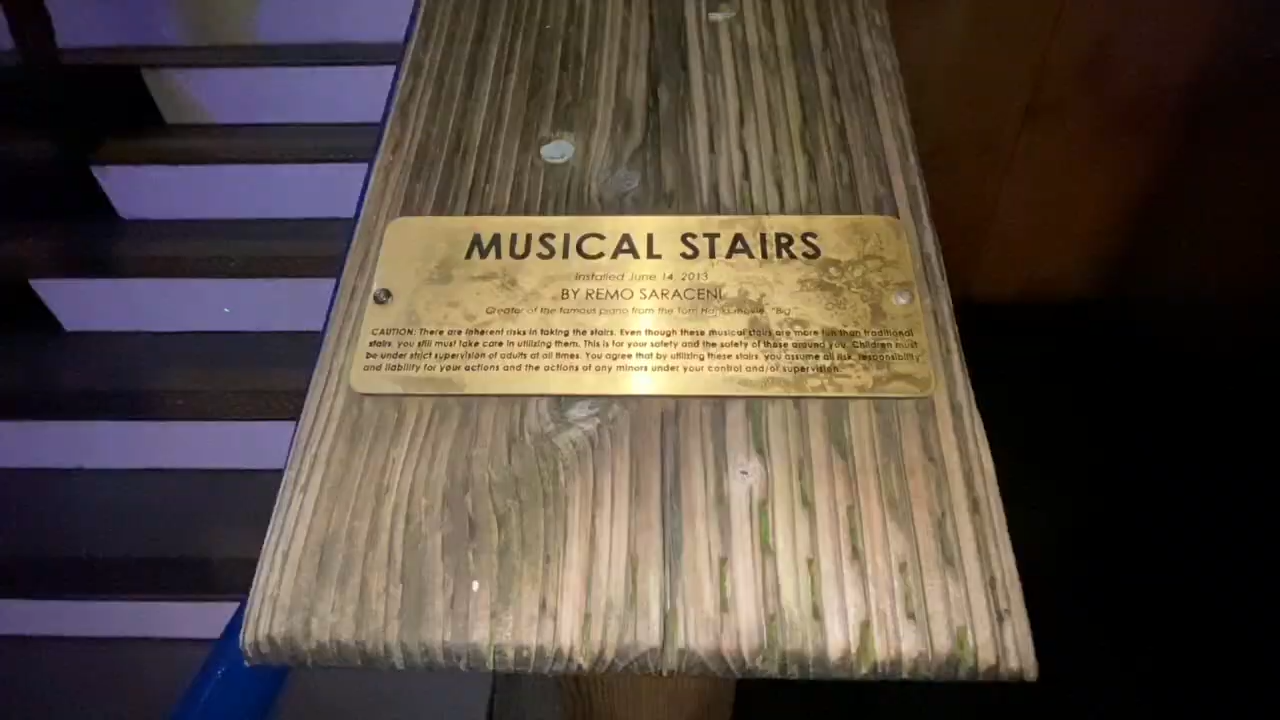 MUSICAL STAIRS
Installed June 14, 2013
BY REMO SARACENI
Creator of the famous piano from the Tom Hanks movie, "Big"
CAUTION: There are inherent risks in taking the stairs. Even though these musical stairs are more fun than traditional
stairs, you still must take care in utilizing them. This is for your safety and the safety of those around you. Children must
be under strict supervision of adults at all times. You agree that by utilizing these stairs, you assume all risk, responsibility
and liability for your actions and the actions of any minors under your control and/or supervision.